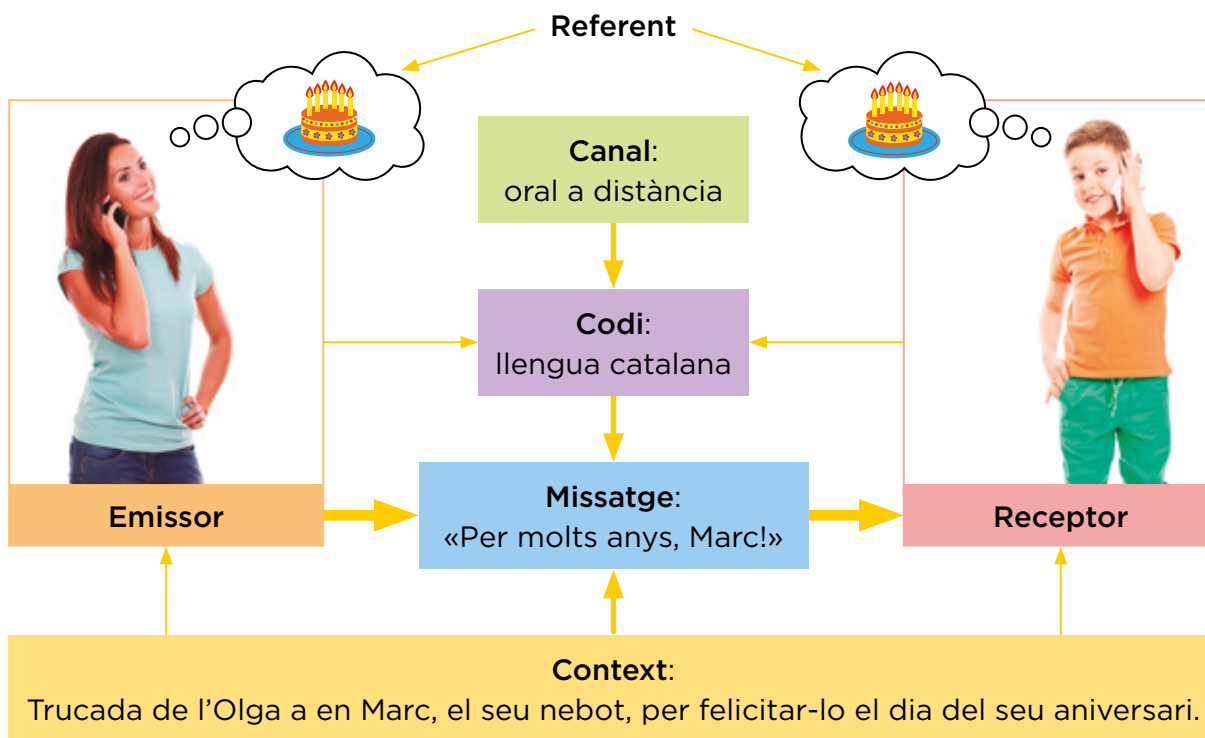 Referent
Canal:
oral a distància
Codi:
llengua catalana
Emissor
Missatge:
«Per molts anys, Marc!»
Receptor
Context:
Trucada de l’Olga a en Marc, el seu nebot, per felicitar-lo el dia del seu aniversari.